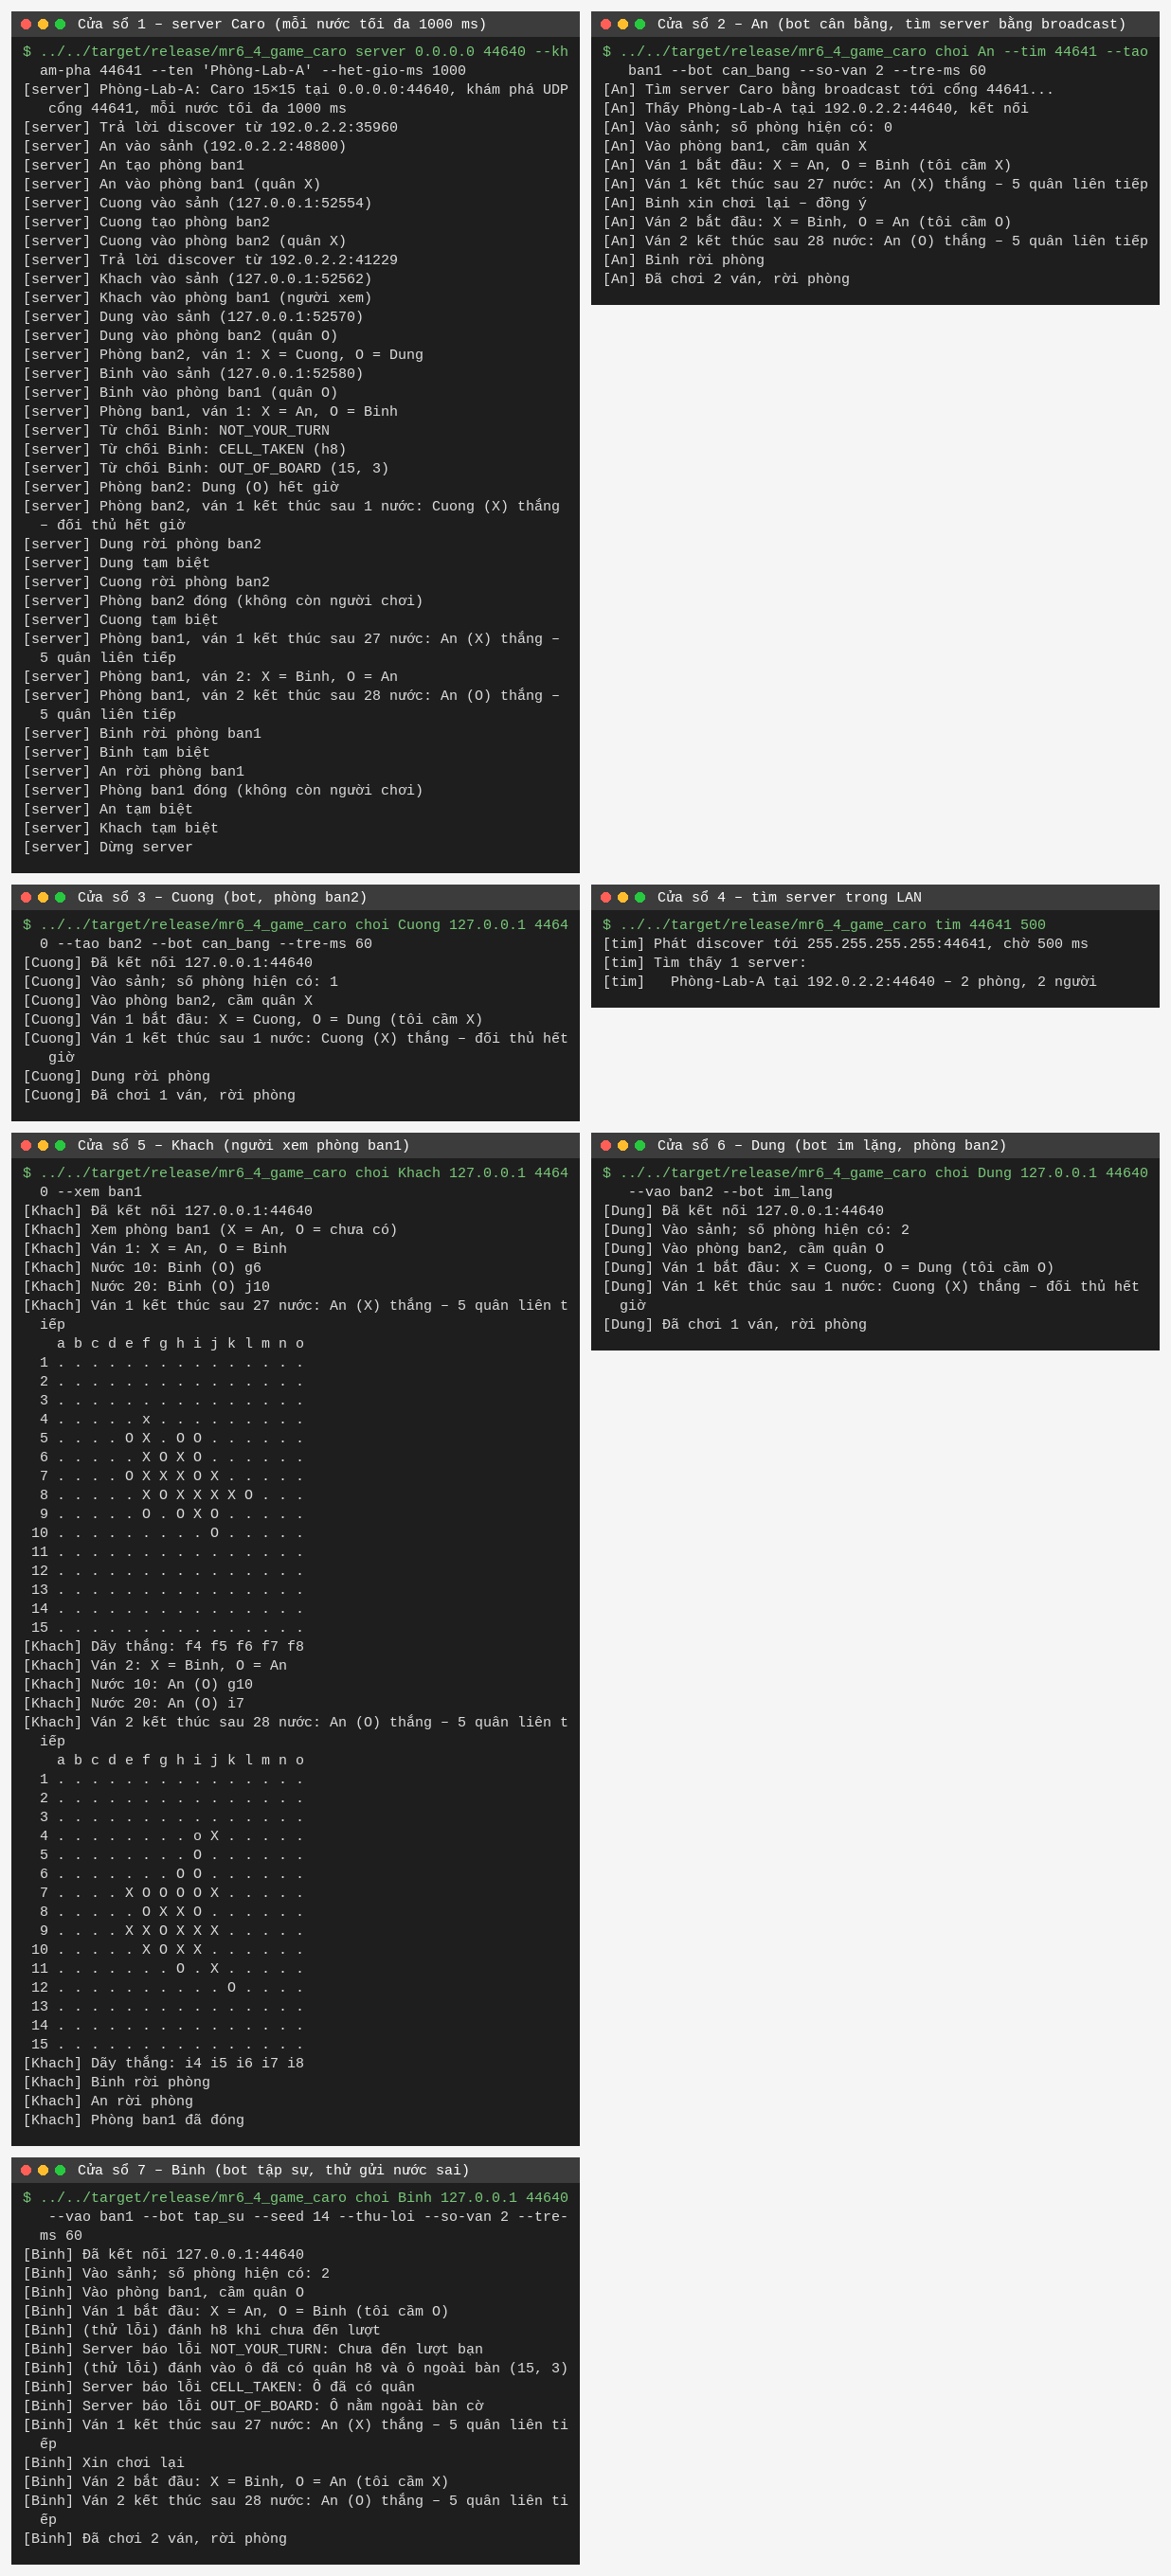 Cửa sổ 1 – server Caro (mỗi nước tối đa 1000 ms)
$ ../../target/release/mr6_4_game_caro server 0.0.0.0 44640 --kh
am-pha 44641 --ten 'Phòng-Lab-A' --het-gio-ms 1000
[server] Phòng-Lab-A: Caro 15×15 tại 0.0.0.0:44640, khám phá UDP
cổng 44641, mỗi nước tối đa 1000 ms
[server] Trả lời discover từ 192.0.2.2:35960
[server] An vào sảnh (192.0.2.2:48800)
[server] An tạo phòng ban1
[server] An vào phòng ban1 (quân X)
[server] Cuong vào sảnh (127.0.0.1:52554)
[server] Cuong tạo phòng ban2
[server] Cuong vào phòng ban2 (quân X)
[server] Trả lời discover từ 192.0.2.2:41229
[server] Khach vào sảnh (127.0.0.1:52562)
[server] Khach vào phòng ban1 (người xem)
[server] Dung vào sảnh (127.0.0.1:52570)
[server] Dung vào phòng ban2 (quân O)
[server] Phòng ban2, ván 1: X = Cuong, O = Dung
[server] Binh vào sảnh (127.0.0.1:52580)
[server] Binh vào phòng ban1 (quân O)
[server] Phòng ban1, ván 1: X = An, O = Binh
[server] Từ chối Binh: NOT_YOUR_TURN
[server] Từ chối Binh: CELL_TAKEN (h8)
[server] Từ chối Binh: OUT_OF_BOARD (15, 3)
[server] Phòng ban2: Dung (O) hết giờ
[server] Phòng ban2, ván 1 kết thúc sau 1 nước: Cuong (X) thắng
– đối thủ hết giờ
[server] Dung rời phòng ban2
[server] Dung tạm biệt
[server] Cuong rời phòng ban2
[server] Phòng ban2 đóng (không còn người chơi)
[server] Cuong tạm biệt
[server] Phòng ban1, ván 1 kết thúc sau 27 nước: An (X) thắng –
5 quân liên tiếp
[server] Phòng ban1, ván 2: X = Binh, O = An
[server] Phòng ban1, ván 2 kết thúc sau 28 nước: An (O) thắng –
5 quân liên tiếp
[server] Binh rời phòng ban1
[server] Binh tạm biệt
[server] An rời phòng ban1
[server] Phòng ban1 đóng (không còn người chơi)
[server] An tạm biệt
[server] Khach tạm biệt
[server] Dừng server
Cửa sổ 2 – An (bot cân bằng, tìm server bằng broadcast)
$ ../../target/release/mr6_4_game_caro choi An --tim 44641 --tao
ban1 --bot can_bang --so-van 2 --tre-ms 60
[An] Tìm server Caro bằng broadcast tới cổng 44641...
[An] Thấy Phòng-Lab-A tại 192.0.2.2:44640, kết nối
[An] Vào sảnh; số phòng hiện có: 0
[An] Vào phòng ban1, cầm quân X
[An] Ván 1 bắt đầu: X = An, O = Binh (tôi cầm X)
[An] Ván 1 kết thúc sau 27 nước: An (X) thắng – 5 quân liên tiếp
[An] Binh xin chơi lại – đồng ý
[An] Ván 2 bắt đầu: X = Binh, O = An (tôi cầm O)
[An] Ván 2 kết thúc sau 28 nước: An (O) thắng – 5 quân liên tiếp
[An] Binh rời phòng
[An] Đã chơi 2 ván, rời phòng
Cửa sổ 3 – Cuong (bot, phòng ban2)
$ ../../target/release/mr6_4_game_caro choi Cuong 127.0.0.1 4464
0 --tao ban2 --bot can_bang --tre-ms 60
[Cuong] Đã kết nối 127.0.0.1:44640
[Cuong] Vào sảnh; số phòng hiện có: 1
[Cuong] Vào phòng ban2, cầm quân X
[Cuong] Ván 1 bắt đầu: X = Cuong, O = Dung (tôi cầm X)
[Cuong] Ván 1 kết thúc sau 1 nước: Cuong (X) thắng – đối thủ hết
giờ
[Cuong] Dung rời phòng
[Cuong] Đã chơi 1 ván, rời phòng
Cửa sổ 4 – tìm server trong LAN
$ ../../target/release/mr6_4_game_caro tim 44641 500
[tim] Phát discover tới 255.255.255.255:44641, chờ 500 ms
[tim] Tìm thấy 1 server:
[tim]   Phòng-Lab-A tại 192.0.2.2:44640 – 2 phòng, 2 người
Cửa sổ 5 – Khach (người xem phòng ban1)
$ ../../target/release/mr6_4_game_caro choi Khach 127.0.0.1 4464
0 --xem ban1
[Khach] Đã kết nối 127.0.0.1:44640
[Khach] Xem phòng ban1 (X = An, O = chưa có)
[Khach] Ván 1: X = An, O = Binh
[Khach] Nước 10: Binh (O) g6
[Khach] Nước 20: Binh (O) j10
[Khach] Ván 1 kết thúc sau 27 nước: An (X) thắng – 5 quân liên t
iếp
a b c d e f g h i j k l m n o
1 . . . . . . . . . . . . . . .
2 . . . . . . . . . . . . . . .
3 . . . . . . . . . . . . . . .
4 . . . . . x . . . . . . . . .
5 . . . . O X . O O . . . . . .
6 . . . . . X O X O . . . . . .
7 . . . . O X X X O X . . . . .
8 . . . . . X O X X X X O . . .
9 . . . . . O . O X O . . . . .
10 . . . . . . . . . O . . . . .
11 . . . . . . . . . . . . . . .
12 . . . . . . . . . . . . . . .
13 . . . . . . . . . . . . . . .
14 . . . . . . . . . . . . . . .
15 . . . . . . . . . . . . . . .
[Khach] Dãy thắng: f4 f5 f6 f7 f8
[Khach] Ván 2: X = Binh, O = An
[Khach] Nước 10: An (O) g10
[Khach] Nước 20: An (O) i7
[Khach] Ván 2 kết thúc sau 28 nước: An (O) thắng – 5 quân liên t
iếp
a b c d e f g h i j k l m n o
1 . . . . . . . . . . . . . . .
2 . . . . . . . . . . . . . . .
3 . . . . . . . . . . . . . . .
4 . . . . . . . . o X . . . . .
5 . . . . . . . . O . . . . . .
6 . . . . . . . O O . . . . . .
7 . . . . X O O O O X . . . . .
8 . . . . . O X X O . . . . . .
9 . . . . X X O X X X . . . . .
10 . . . . . X O X X . . . . . .
11 . . . . . . . O . X . . . . .
12 . . . . . . . . . . O . . . .
13 . . . . . . . . . . . . . . .
14 . . . . . . . . . . . . . . .
15 . . . . . . . . . . . . . . .
[Khach] Dãy thắng: i4 i5 i6 i7 i8
[Khach] Binh rời phòng
[Khach] An rời phòng
[Khach] Phòng ban1 đã đóng
Cửa sổ 6 – Dung (bot im lặng, phòng ban2)
$ ../../target/release/mr6_4_game_caro choi Dung 127.0.0.1 44640
--vao ban2 --bot im_lang
[Dung] Đã kết nối 127.0.0.1:44640
[Dung] Vào sảnh; số phòng hiện có: 2
[Dung] Vào phòng ban2, cầm quân O
[Dung] Ván 1 bắt đầu: X = Cuong, O = Dung (tôi cầm O)
[Dung] Ván 1 kết thúc sau 1 nước: Cuong (X) thắng – đối thủ hết
giờ
[Dung] Đã chơi 1 ván, rời phòng
Cửa sổ 7 – Binh (bot tập sự, thử gửi nước sai)
$ ../../target/release/mr6_4_game_caro choi Binh 127.0.0.1 44640
--vao ban1 --bot tap_su --seed 14 --thu-loi --so-van 2 --tre-
ms 60
[Binh] Đã kết nối 127.0.0.1:44640
[Binh] Vào sảnh; số phòng hiện có: 2
[Binh] Vào phòng ban1, cầm quân O
[Binh] Ván 1 bắt đầu: X = An, O = Binh (tôi cầm O)
[Binh] (thử lỗi) đánh h8 khi chưa đến lượt
[Binh] Server báo lỗi NOT_YOUR_TURN: Chưa đến lượt bạn
[Binh] (thử lỗi) đánh vào ô đã có quân h8 và ô ngoài bàn (15, 3)
[Binh] Server báo lỗi CELL_TAKEN: Ô đã có quân
[Binh] Server báo lỗi OUT_OF_BOARD: Ô nằm ngoài bàn cờ
[Binh] Ván 1 kết thúc sau 27 nước: An (X) thắng – 5 quân liên ti
ếp
[Binh] Xin chơi lại
[Binh] Ván 2 bắt đầu: X = Binh, O = An (tôi cầm X)
[Binh] Ván 2 kết thúc sau 28 nước: An (O) thắng – 5 quân liên ti
ếp
[Binh] Đã chơi 2 ván, rời phòng